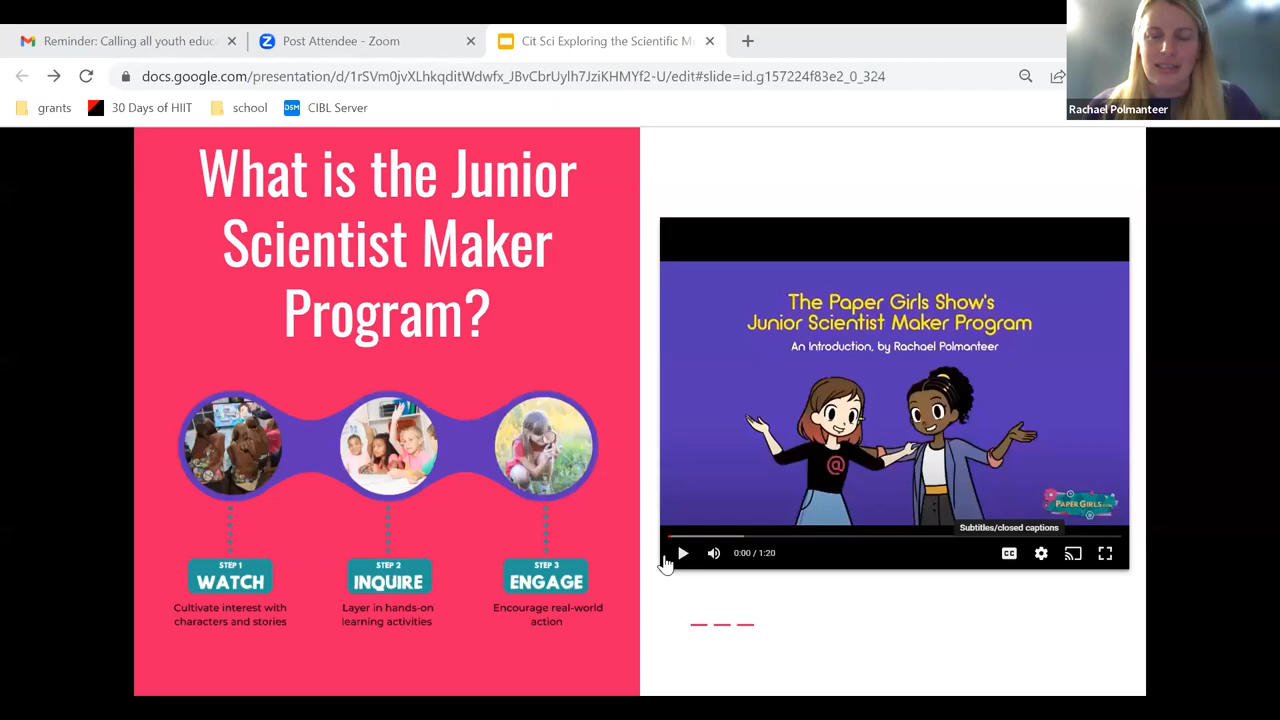 Reminder: Calling all youth educ
Post Attendee - Zoom
Cit Sci Exploring the Scientific M
docs.google.com/presentation/d/1rSVm0jvXLhkqditWdwfx_JBvCbrUylh7JziKHMYf2-U/edit#slide=id.g157224f83e2_0_324
grants
30 Days of HIIT
school
DSM
CIBL Server
Rachael Polmanteer
What is the Junior
Scientist Maker
Program?
STEP 1
WATCH
Cultivate interest with
characters and stories
STEP 2
INQUIRE
Layer in hands-on
learning activities
STEP 3
ENGAGE
Encourage real-world
action
The Paper Girls Show's
Junior Scientist Maker Program
An Introduction, by Rachael Polmanteer
@
PAPER GIRLS
Subtitles/closed captions
0:00 / 1:20
CC